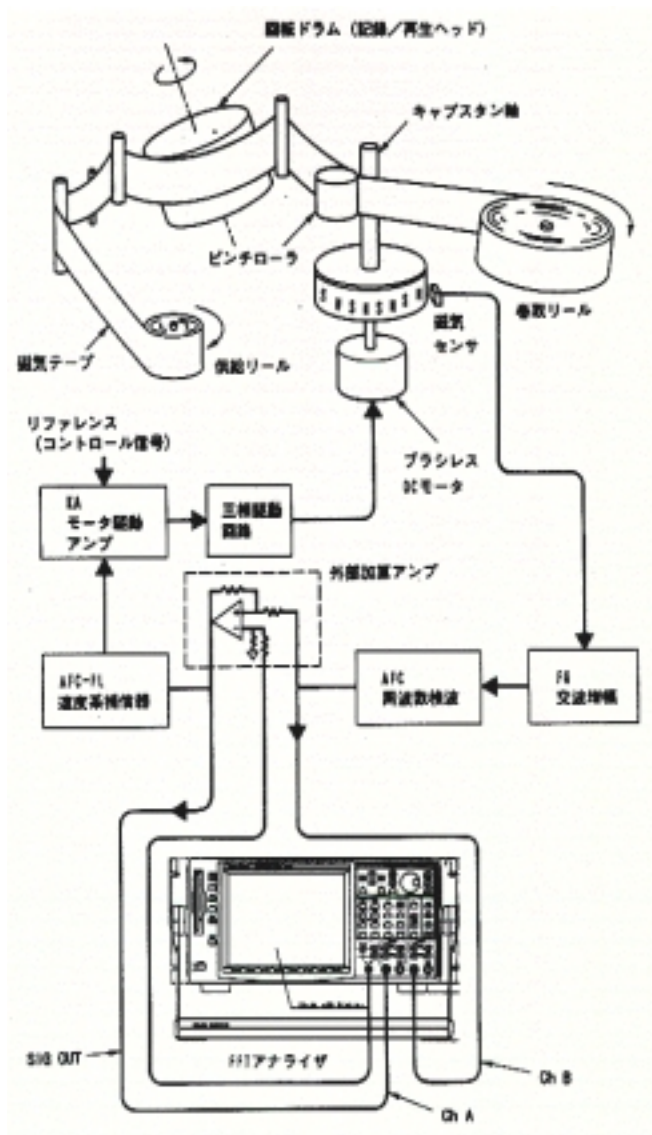 回転ドラム（記録／再生ヘッド）
キャプスタン軸
ピンチローラ
S N S N S N S N
磁気
センサ
巻取リール
磁気テープ
供給リール
リファレンス
（コントロール信号）
ブラシレス
DCモータ
KA
モータ駆動
アンプ
三相駆動
回路
外部加算アンプ
AFC-FL
速度系補償器
AFC
周波数検波
FG
交流増幅
SIG OUT
FFTアナライザ
Ch B
Ch A